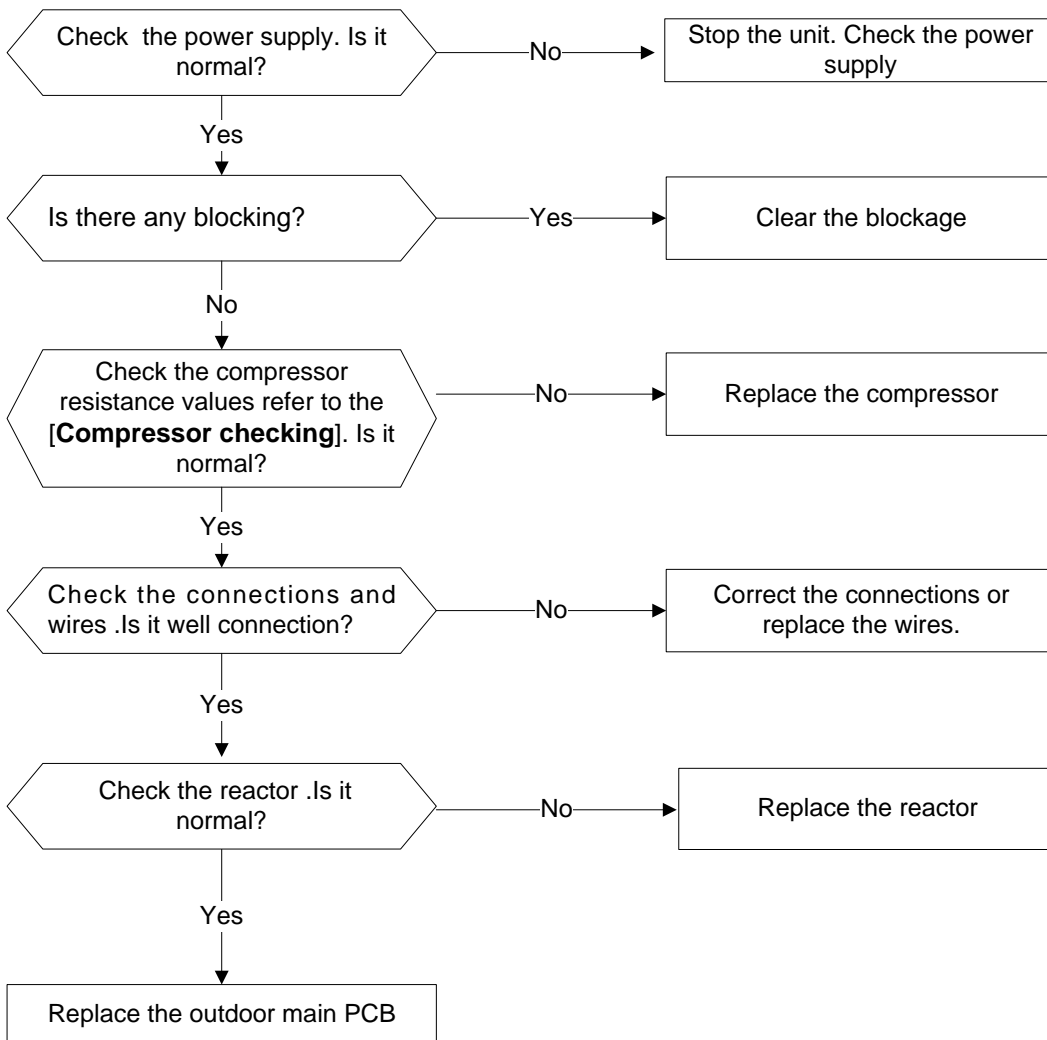 Check the power supply. Is it
normal?
No
Stop the unit. Check the power
supply
Yes
Is there any blocking?
Yes
Clear the blockage
No
Check the compressor
resistance values refer to the
[Compressor checking]. Is it
normal?
No
Replace the compressor
Yes
Check the connections and
wires .Is it well connection?
No
Correct the connections or
replace the wires.
Yes
Check the reactor .Is it
normal?
No
Replace the reactor
Yes
Replace the outdoor main PCB